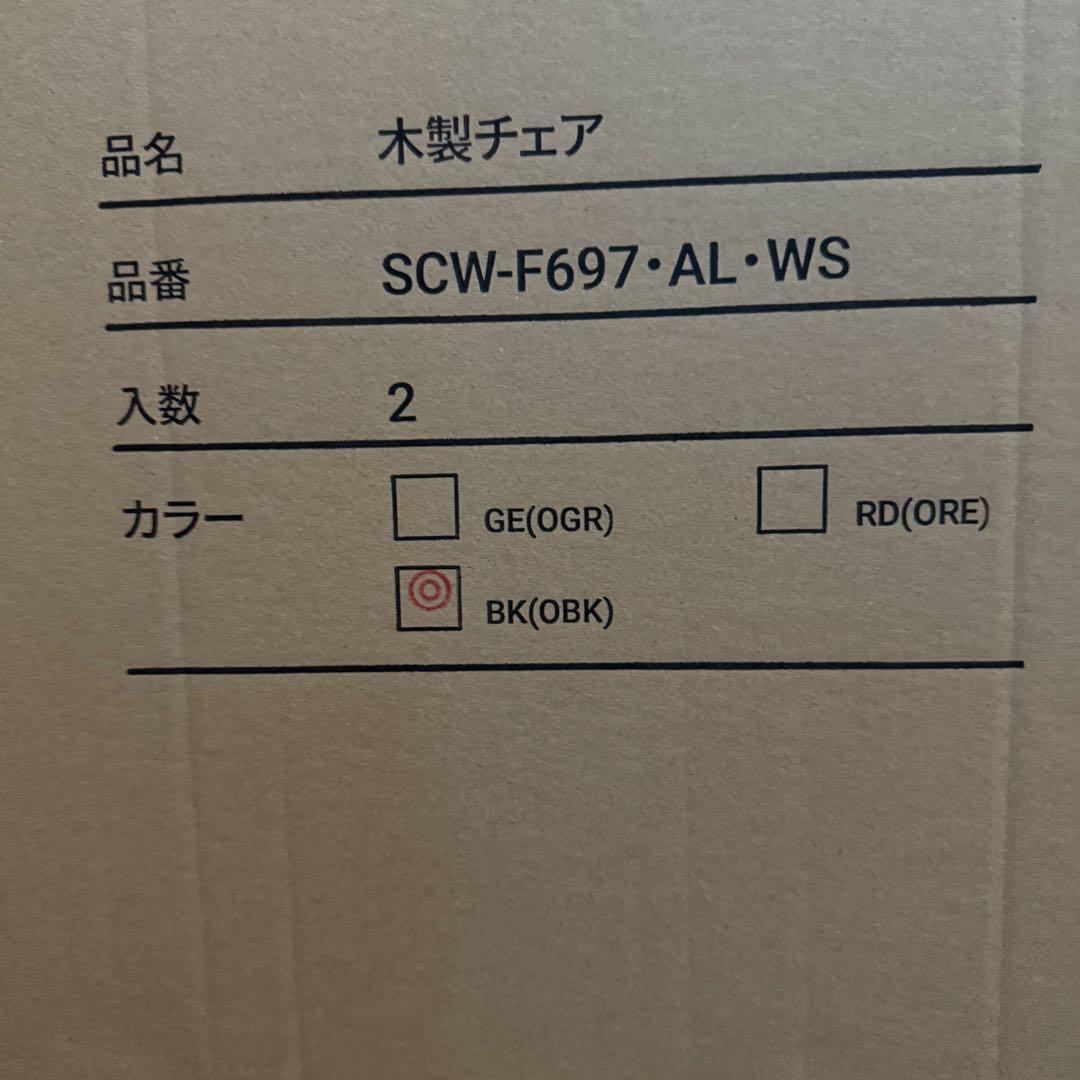 品名 木製チェア
品番 SCW-F697・AL・WS
入数 2
カラー GE(OGR) RD(ORE)
BK(OBK)